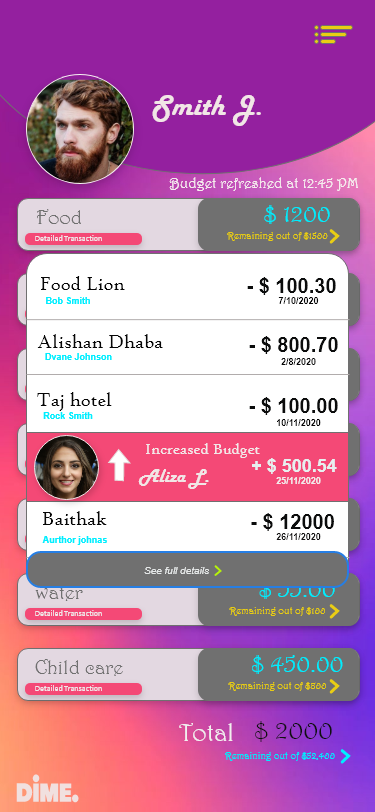 Smith J.
Budget refreshed at 12:45 PM
Food
$ 1200
Detailed Transaction
Remaining out of $1500
Food Lion
- $ 100.30
Bob Smith
7/10/2020
Alishan Dhaba
- $ 800.70
Dvane Johnson
2/8/2020
Taj hotel
- $ 100.00
Rock Smith
10/11/2020
Increased Budget
Aliza L.
+ $ 500.54
25/11/2020
Baithak
- $ 12000
Aurthor johnas
26/11/2020
See full details
water
$ 55.00
Detailed Transaction
Remaining out of $100
Child care
$ 450.00
Detailed Transaction
Remaining out of $800
Total
$ 2000
Remaining out of $52,400
DIME.